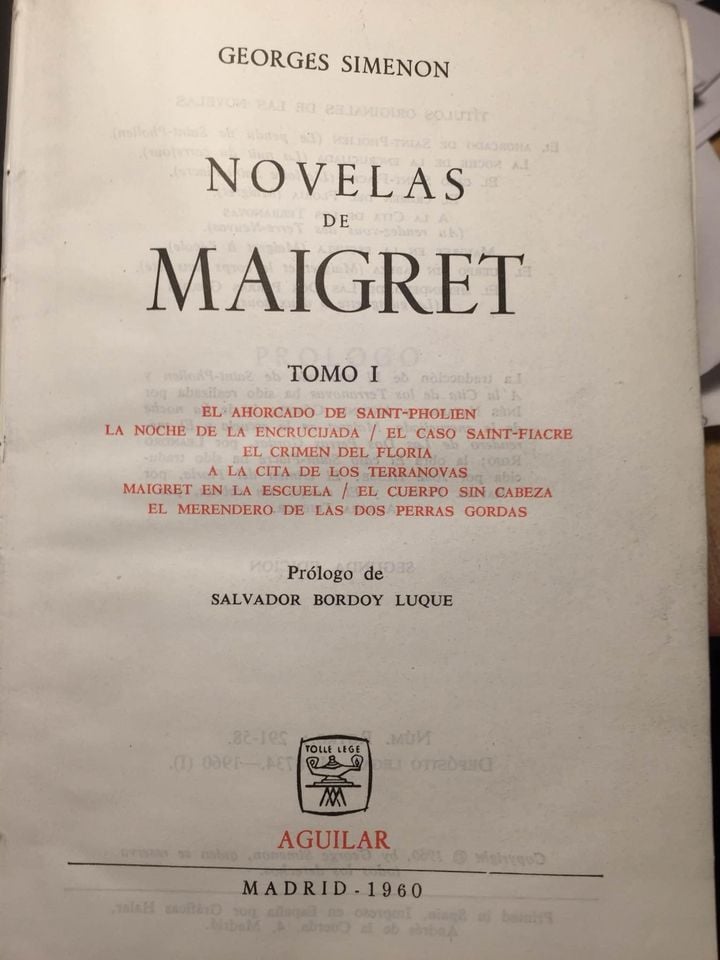 GEORGES SIMENON
NOVELAS
DE
MAIGRET
TOMO I
EL AHORCADO DE SAINT-PHOLIEN
LA NOCHE DE LA ENCRUCIJADA / EL CASO SAINT-FIACRE
EL CRIMEN DEL FLORIA
A LA CITA DE LOS TERRANOVAS
MAIGRET EN LA ESCUELA / EL CUERPO SIN CABEZA
EL MERENDERO DE LAS DOS PERRAS GORDAS
Prólogo de
SALVADOR BORDOY LUQUE
TOLLE LEGE
AGUILAR
MADRID-1960